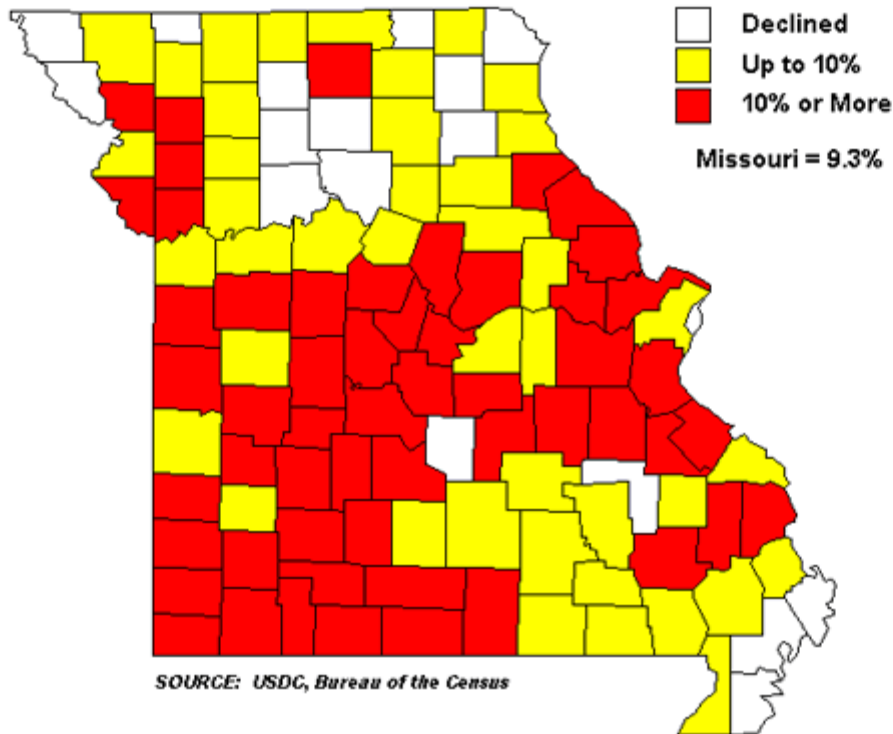 Declined
Up to 10%
10% or More
Missouri = 9.3%
SOURCE: USDC, Bureau of the Census